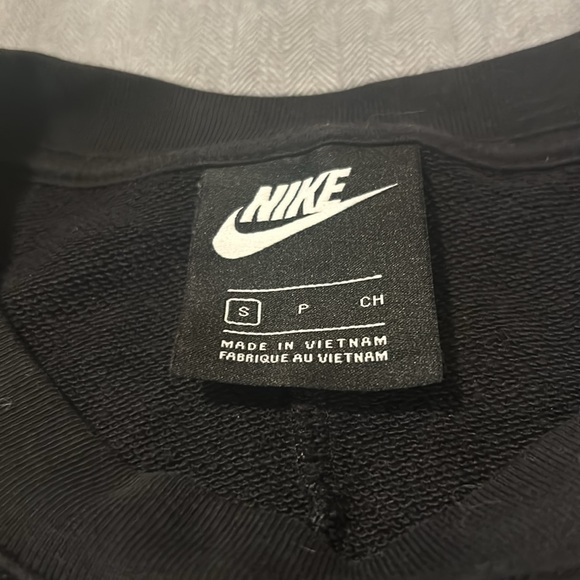 NIKE
S P CH
MADE IN VIETNAM
FABRIQUE AU VIETNAM